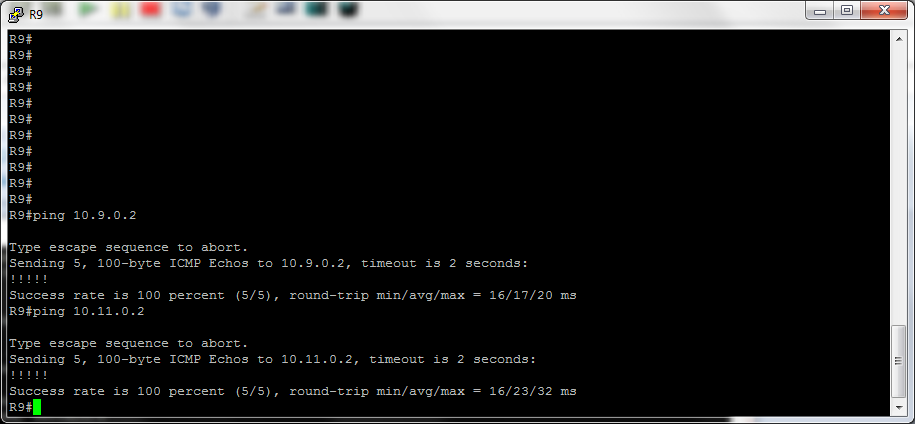 R9
R9#
R9#
R9#
R9#
R9#
R9#
R9#
R9#
R9#
R9#
R9#
R9#ping 10.9.0.2
Type escape sequence to abort.
Sending 5, 100-byte ICMP Echos to 10.9.0.2, timeout is 2 seconds:
!!!!!
Success rate is 100 percent (5/5), round-trip min/avg/max = 16/17/20 ms
R9#ping 10.11.0.2
Type escape sequence to abort.
Sending 5, 100-byte ICMP Echos to 10.11.0.2, timeout is 2 seconds:
!!!!!
Success rate is 100 percent (5/5), round-trip min/avg/max = 16/23/32 ms
R9#